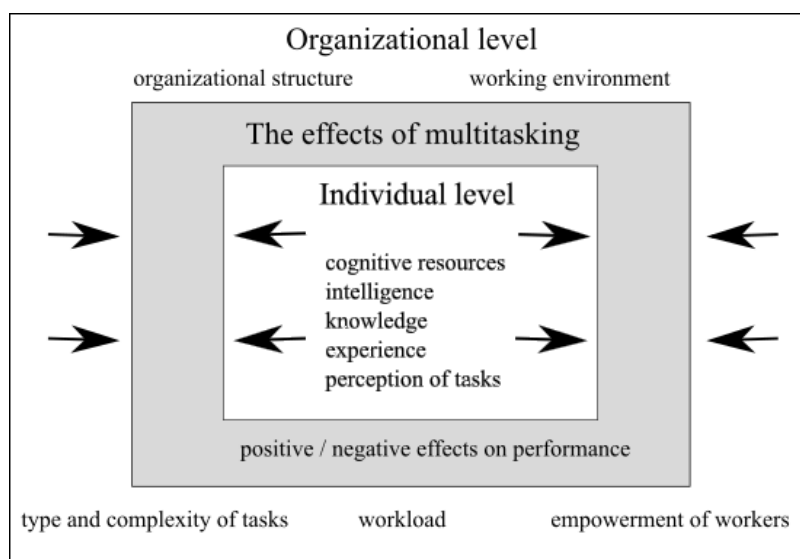 Organizational level
organizational structure working environment
The effects of multitasking
Individual level
cognitive resources
intelligence
knowledge
experience
perception of tasks
positive / negative effects on performance
type and complexity of tasks workload empowerment of workers